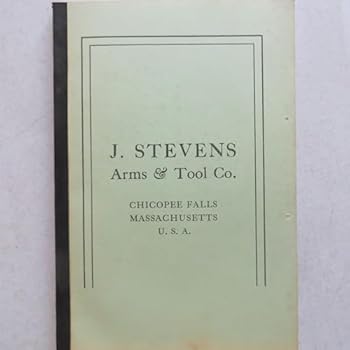 J. STEVENS
Arms & Tool Co.
CHICOPEE FALLS
MASSACHUSETTS
U. S. A.